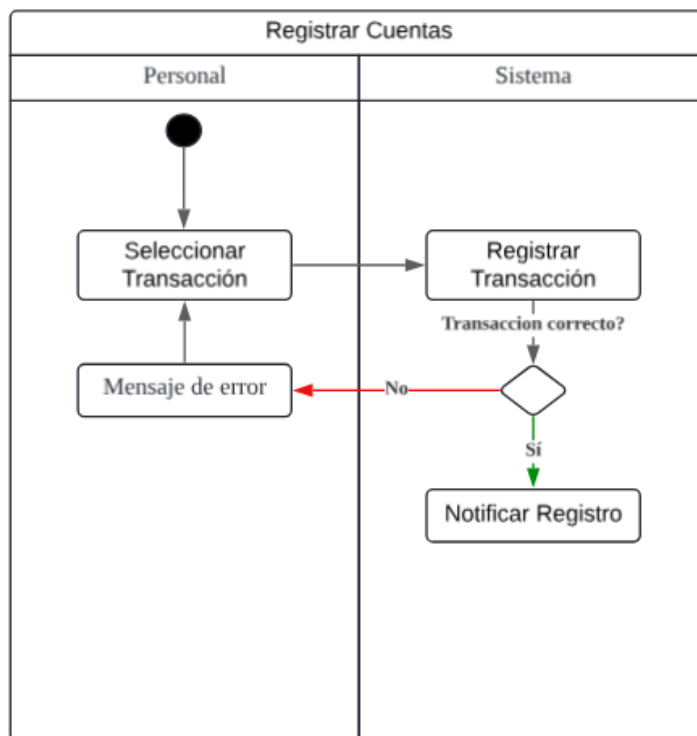 Registrar Cuentas
Personal
Sistema
Seleccionar
Transacción
Registrar
Transacción
Transaccion correcto?
Mensaje de error
No
Sí
Notificar Registro